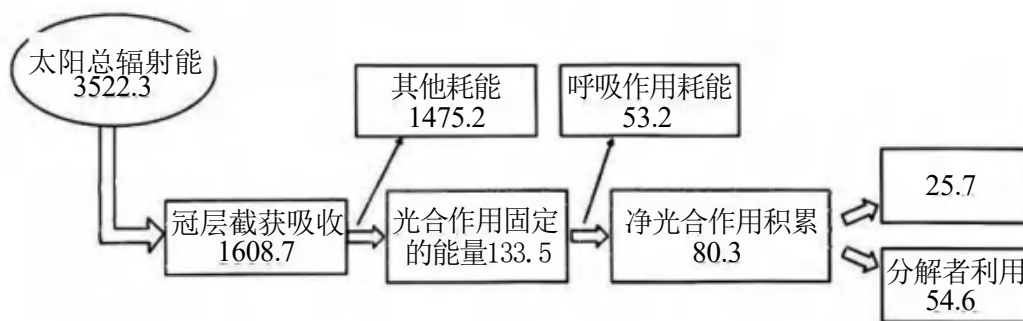 太阳总辐射能
3522.3
其他耗能
1475.2
呼吸作用耗能
53.2
冠层截获吸收
1608.7
光合作用固定
的能量133.5
净光合作用积累
80.3
25.7
分解者利用
54.6